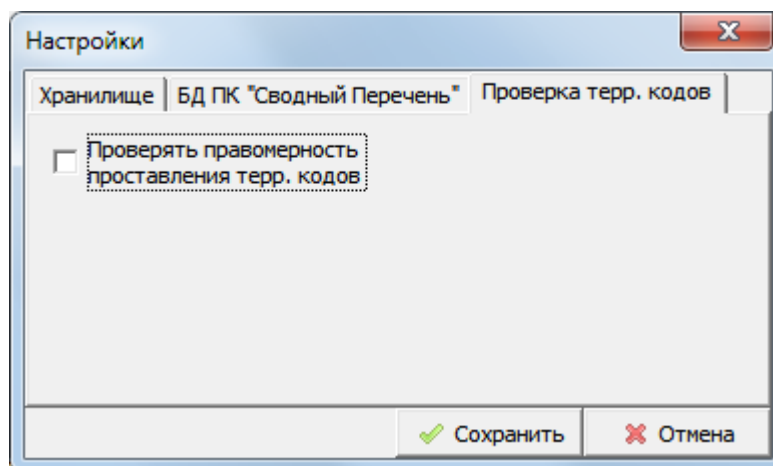 Настройки
Хранилище БД ПК "Сводный Перечень" Проверка терр. кодов
Проверять правомерность
проставления терр. кодов
Сохранить Отмена